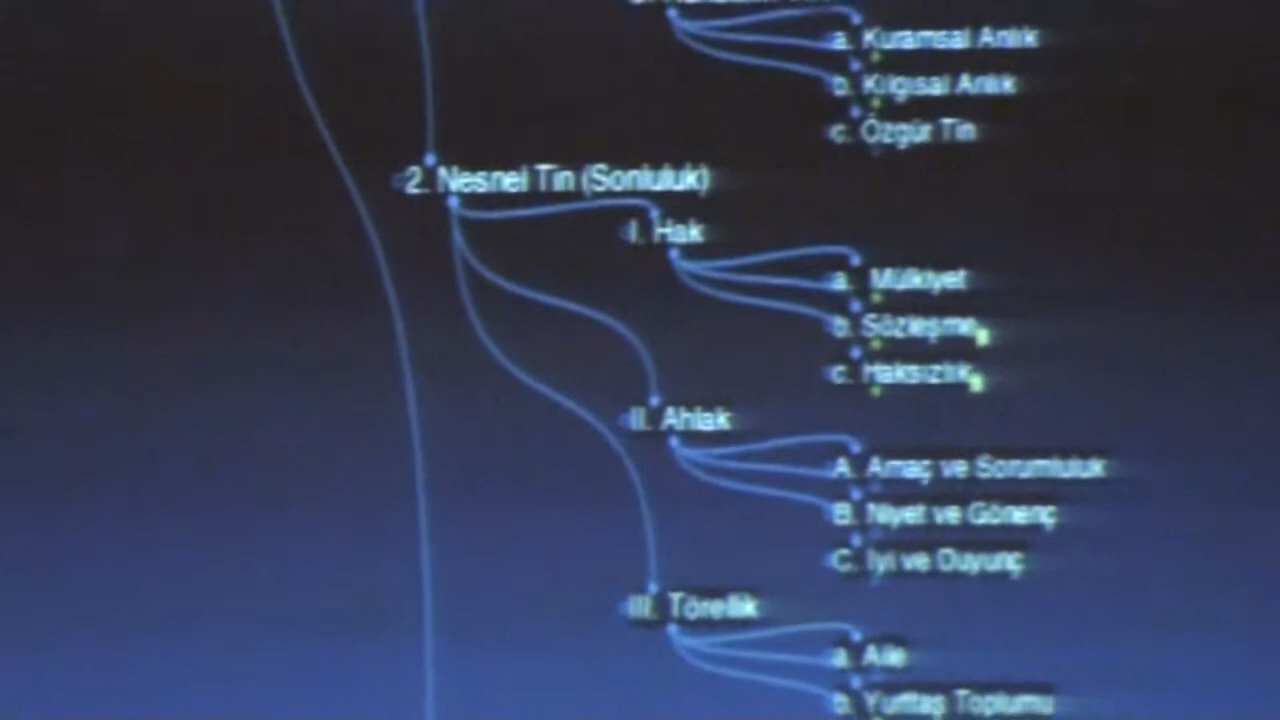 a. Kuramsal Anlık
b. Kılgısal Anlık
c. Özgür Tin
2. Nesnel Tin (Sonluluk)
I. Hak
a. Mülkiyet
b. Sözleşme
c. Haksızlık
II. Ahlak
A. Amaç ve Sorumluluk
B. Niyet ve Gönenç
C. İyi ve Duyunç
III. Törellik
a. Aile
b. Yurttaş Toplumu